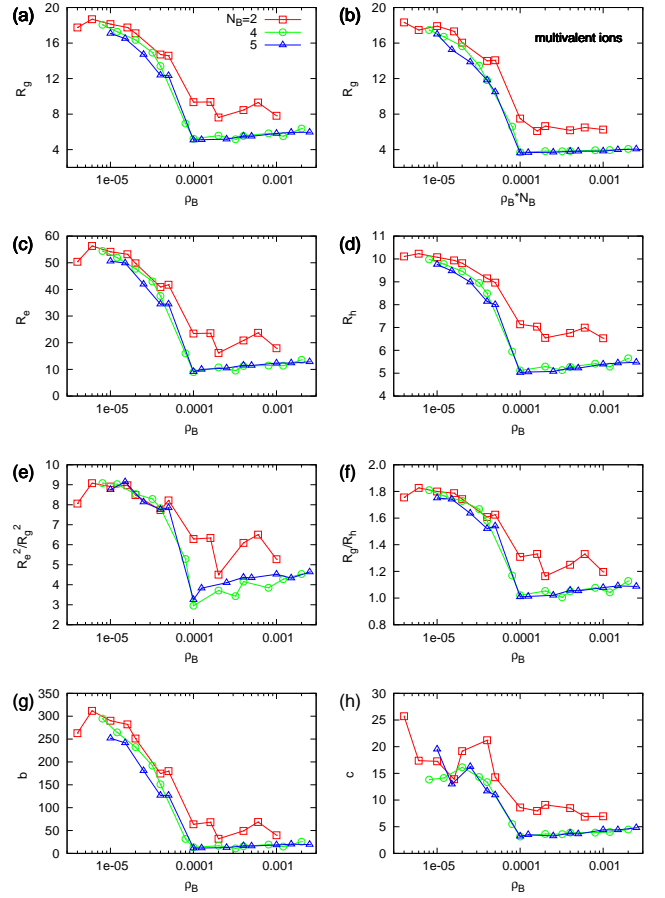 (a)
20
16
12
8
4
R_g
N_B=2
4
5
1e-05
0.0001
0.001
ρ_B
(b)
multivalent ions
20
16
12
8
4
R_g
1e-05
0.0001
0.001
ρ_B*N_B
(c)
60
50
40
30
20
10
0
R_e
1e-05
0.0001
0.001
ρ_B
(d)
11
10
9
8
7
6
5
4
R_h
1e-05
0.0001
0.001
ρ_B
(e)
10
9
8
7
6
5
4
3
2
R_e^2/R_g^2
1e-05
0.0001
0.001
ρ_B
(f)
2.0
1.8
1.6
1.4
1.2
1.0
0.8
R_g/R_h
1e-05
0.0001
0.001
ρ_B
(g)
350
300
250
200
150
100
50
0
b
1e-05
0.0001
0.001
ρ_B
(h)
30
25
20
15
10
5
0
c
1e-05
0.0001
0.001
ρ_B